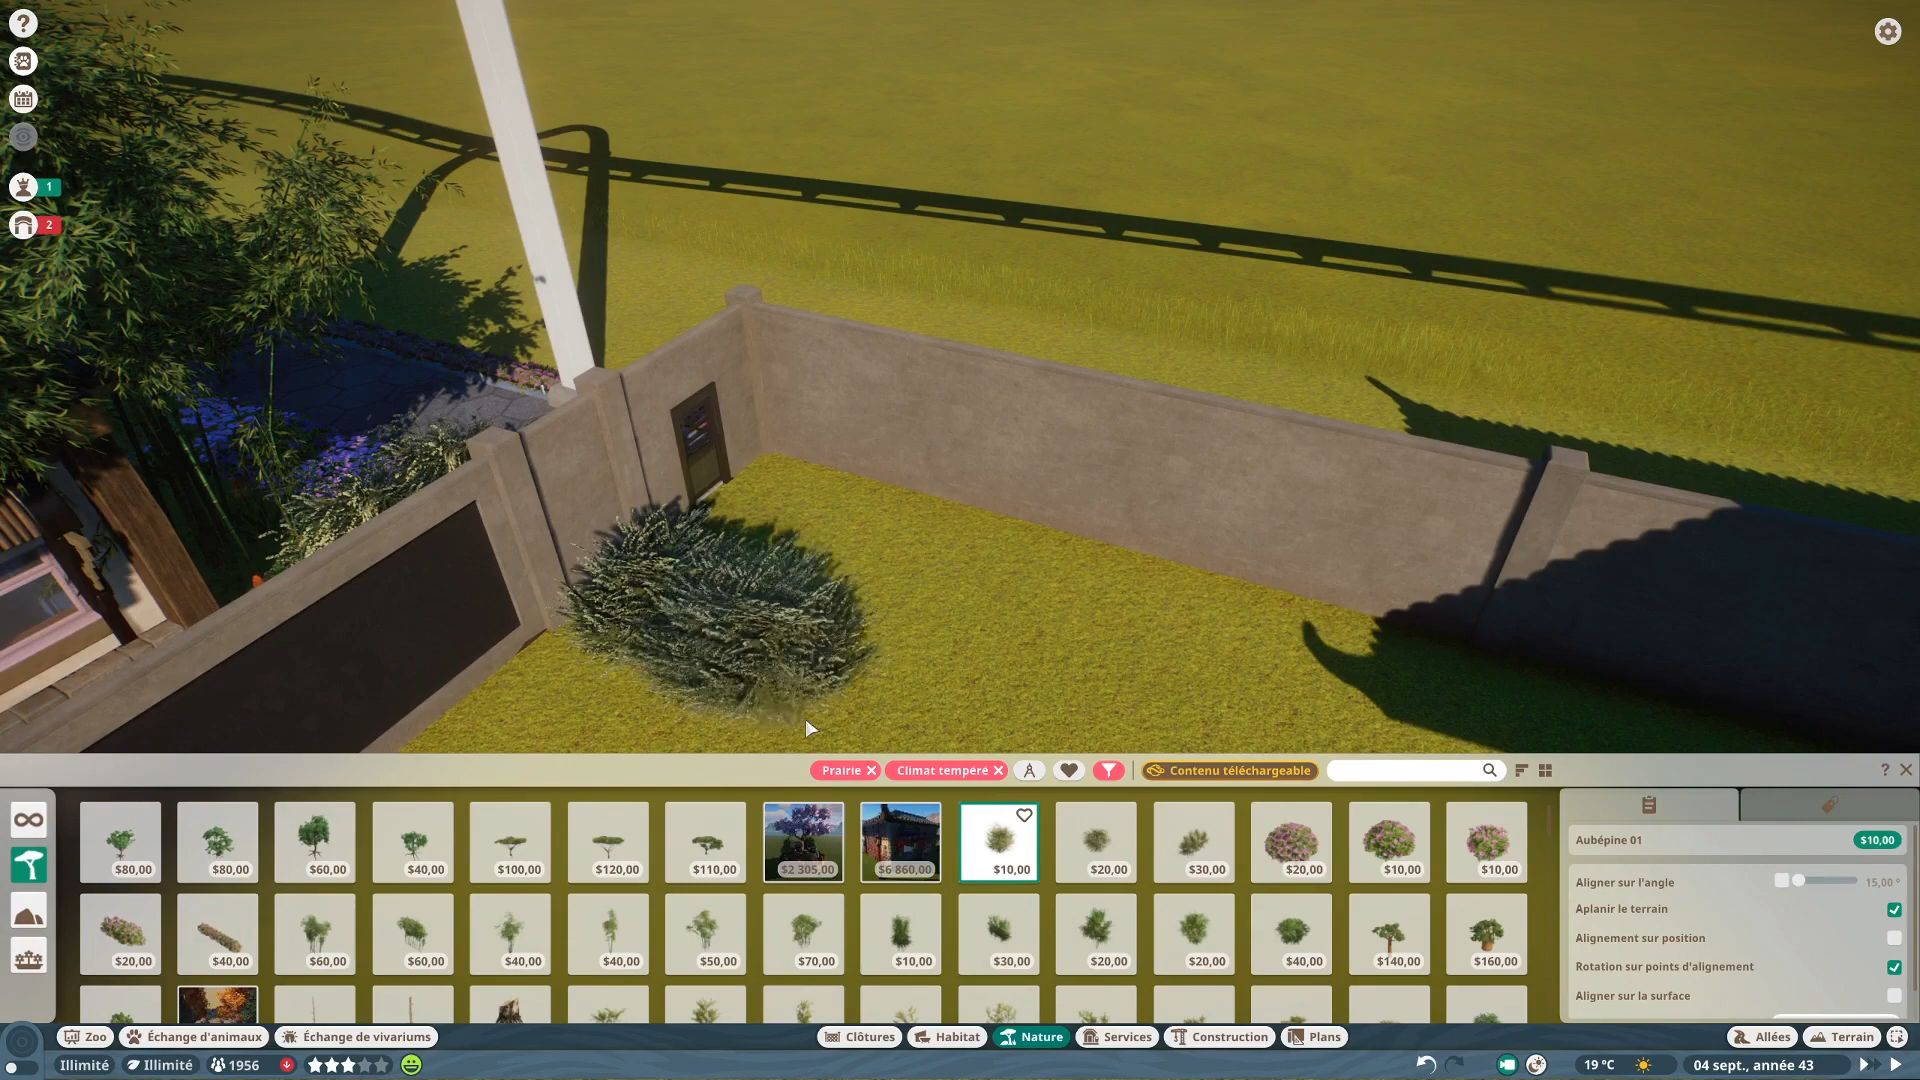 1
2
Prairie
Climat tempéré
Contenu téléchargeable
$80,00
$80,00
$60,00
$40,00
$100,00
$120,00
$110,00
$2 305,00
$6 860,00
$10,00
$20,00
$30,00
$20,00
$10,00
$10,00
$20,00
$40,00
$60,00
$60,00
$40,00
$40,00
$50,00
$70,00
$10,00
$30,00
$20,00
$20,00
$40,00
$140,00
$160,00
Aubépine 01
$10,00
Aligner sur l'angle
15,00 °
Aplanir le terrain
Alignement sur position
Rotation sur points d'alignement
Aligner sur la surface
Zoo
Échange d'animaux
Échange de vivariums
Clôtures
Habitat
Nature
Services
Construction
Plans
Allées
Terrain
Illimité
Illimité
1956
19 °C
04 sept., année 43